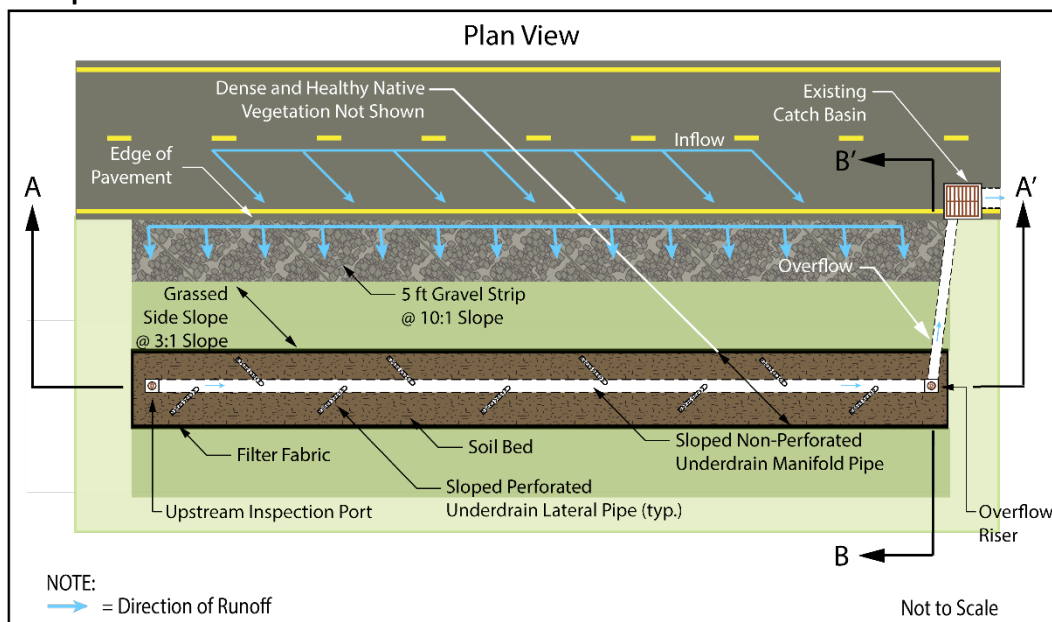 Plan View
Dense and Healthy Native
Vegetation Not Shown
Existing
Catch Basin
Inflow
Edge of
Pavement
B'
A
A'
Overflow
Grassed
Side Slope
@ 3:1 Slope
5 ft Gravel Strip
@ 10:1 Slope
Filter Fabric
Soil Bed
Sloped Non-Perforated
Underdrain Manifold Pipe
Sloped Perforated
Underdrain Lateral Pipe (typ.)
Upstream Inspection Port
Overflow
Riser
B
NOTE:
= Direction of Runoff
Not to Scale